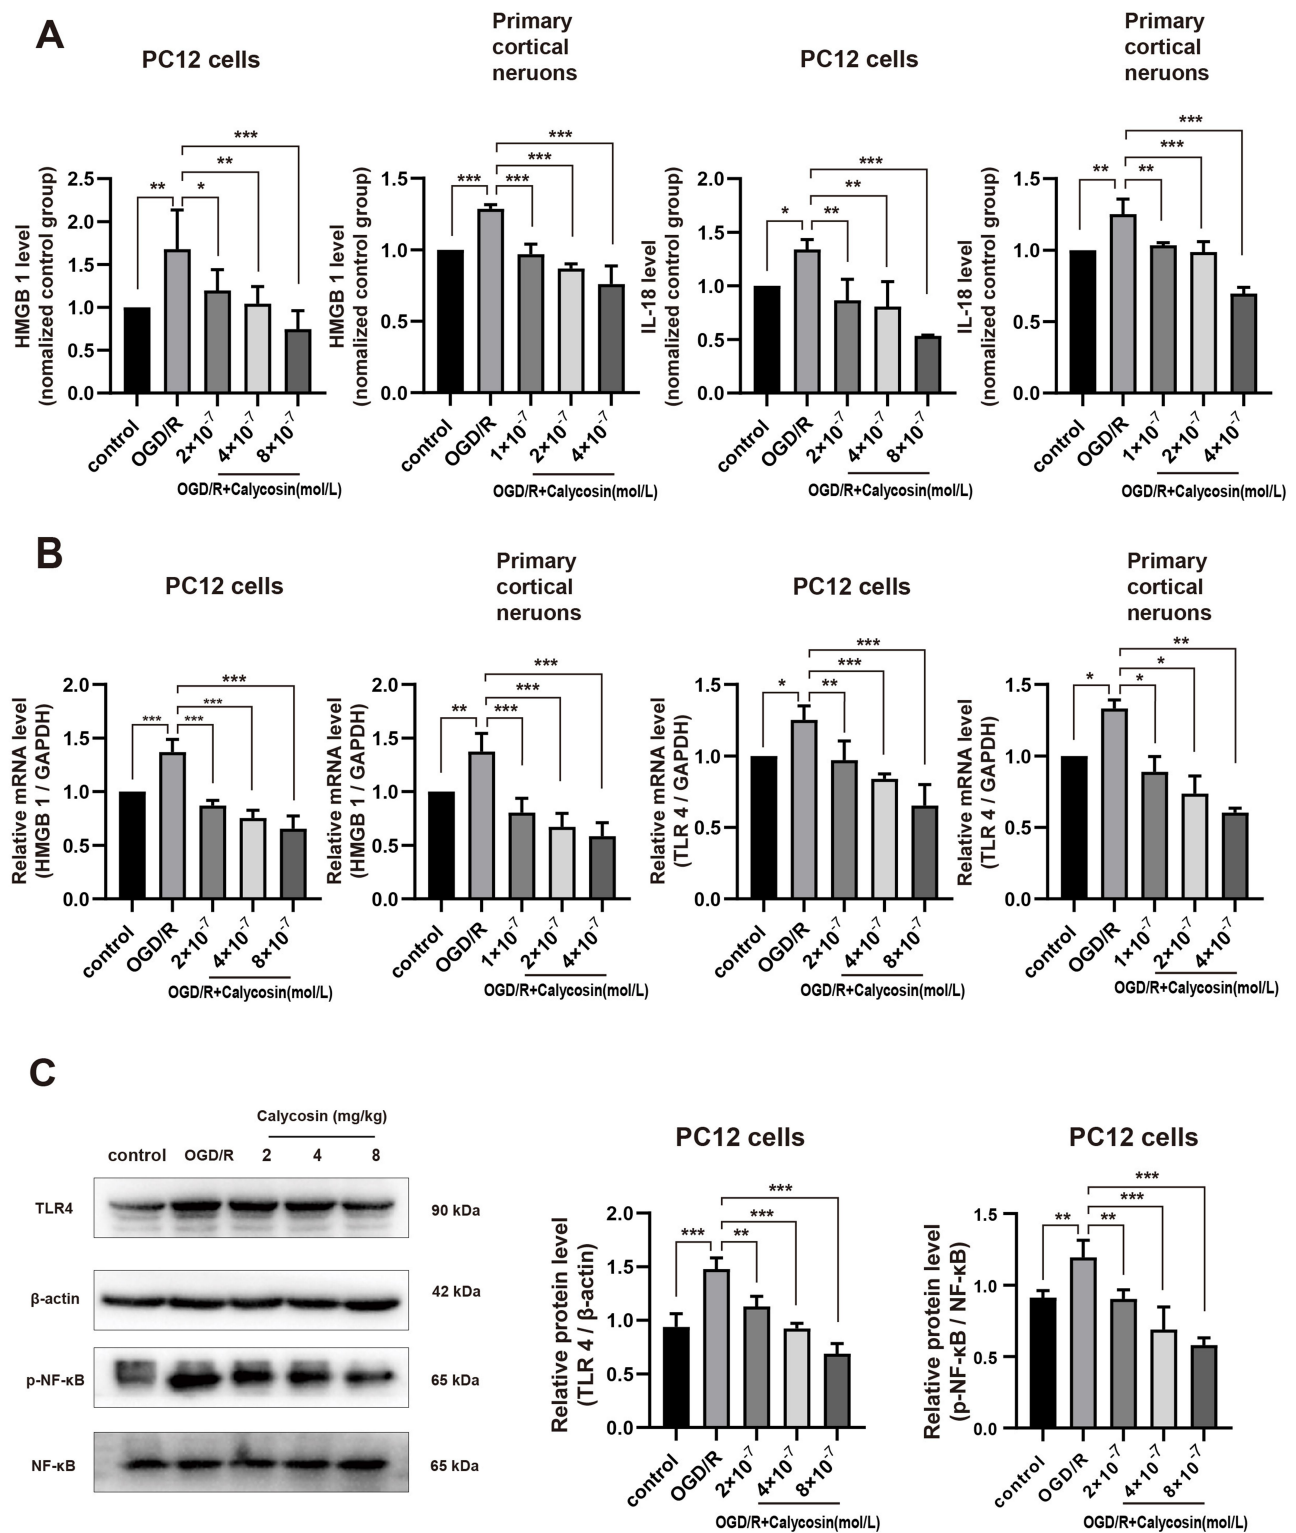 A
PC12 cells
Primary
cortical
neruons
PC12 cells
Primary
cortical
neruons
HMGB 1 level
(nomalized control group)
2.5
2.0
1.5
1.0
0.5
0.0
**
*
**
***
control
OGD/R
2×10⁻⁷
4×10⁻⁷
8×10⁻⁷
OGD/R+Calycosin(mol/L)
HMGB 1 level
(nomalized control group)
1.5
1.0
0.5
0.0
***
***
***
***
control
OGD/R
1×10⁻⁷
2×10⁻⁷
4×10⁻⁷
OGD/R+Calycosin(mol/L)
IL-18 level
(nomalized control group)
2.0
1.5
1.0
0.5
0.0
*
**
**
***
control
OGD/R
2×10⁻⁷
4×10⁻⁷
8×10⁻⁷
OGD/R+Calycosin(mol/L)
IL-18 level
(nomalized control group)
1.5
1.0
0.5
0.0
**
**
***
***
control
OGD/R
1×10⁻⁷
2×10⁻⁷
4×10⁻⁷
OGD/R+Calycosin(mol/L)
B
PC12 cells
Primary
cortical
neruons
PC12 cells
Primary
cortical
neruons
Relative mRNA level
(HMGB 1 / GAPDH)
2.0
1.5
1.0
0.5
0.0
***
***
***
***
control
OGD/R
2×10⁻⁷
4×10⁻⁷
8×10⁻⁷
OGD/R+Calycosin(mol/L)
Relative mRNA level
(HMGB 1 / GAPDH)
2.0
1.5
1.0
0.5
0.0
**
***
***
***
control
OGD/R
1×10⁻⁷
2×10⁻⁷
4×10⁻⁷
OGD/R+Calycosin(mol/L)
Relative mRNA level
(TLR 4 / GAPDH)
1.5
1.0
0.5
0.0
*
**
***
***
control
OGD/R
2×10⁻⁷
4×10⁻⁷
8×10⁻⁷
OGD/R+Calycosin(mol/L)
Relative mRNA level
(TLR 4 / GAPDH)
1.5
1.0
0.5
0.0
*
*
*
**
control
OGD/R
1×10⁻⁷
2×10⁻⁷
4×10⁻⁷
OGD/R+Calycosin(mol/L)
C
Calycosin (mg/kg)
control OGD/R 2 4 8
TLR4 90 kDa
β-actin 42 kDa
p-NF-κB 65 kDa
NF-κB 65 kDa
PC12 cells
Relative protein level
(TLR 4 / β-actin)
2.0
1.5
1.0
0.5
0.0
***
**
***
***
control
OGD/R
2×10⁻⁷
4×10⁻⁷
8×10⁻⁷
OGD/R+Calycosin(mol/L)
PC12 cells
Relative protein level
(p-NF-κB / NF-κB)
1.5
1.0
0.5
0.0
**
**
***
***
control
OGD/R
2×10⁻⁷
4×10⁻⁷
8×10⁻⁷
OGD/R+Calycosin(mol/L)